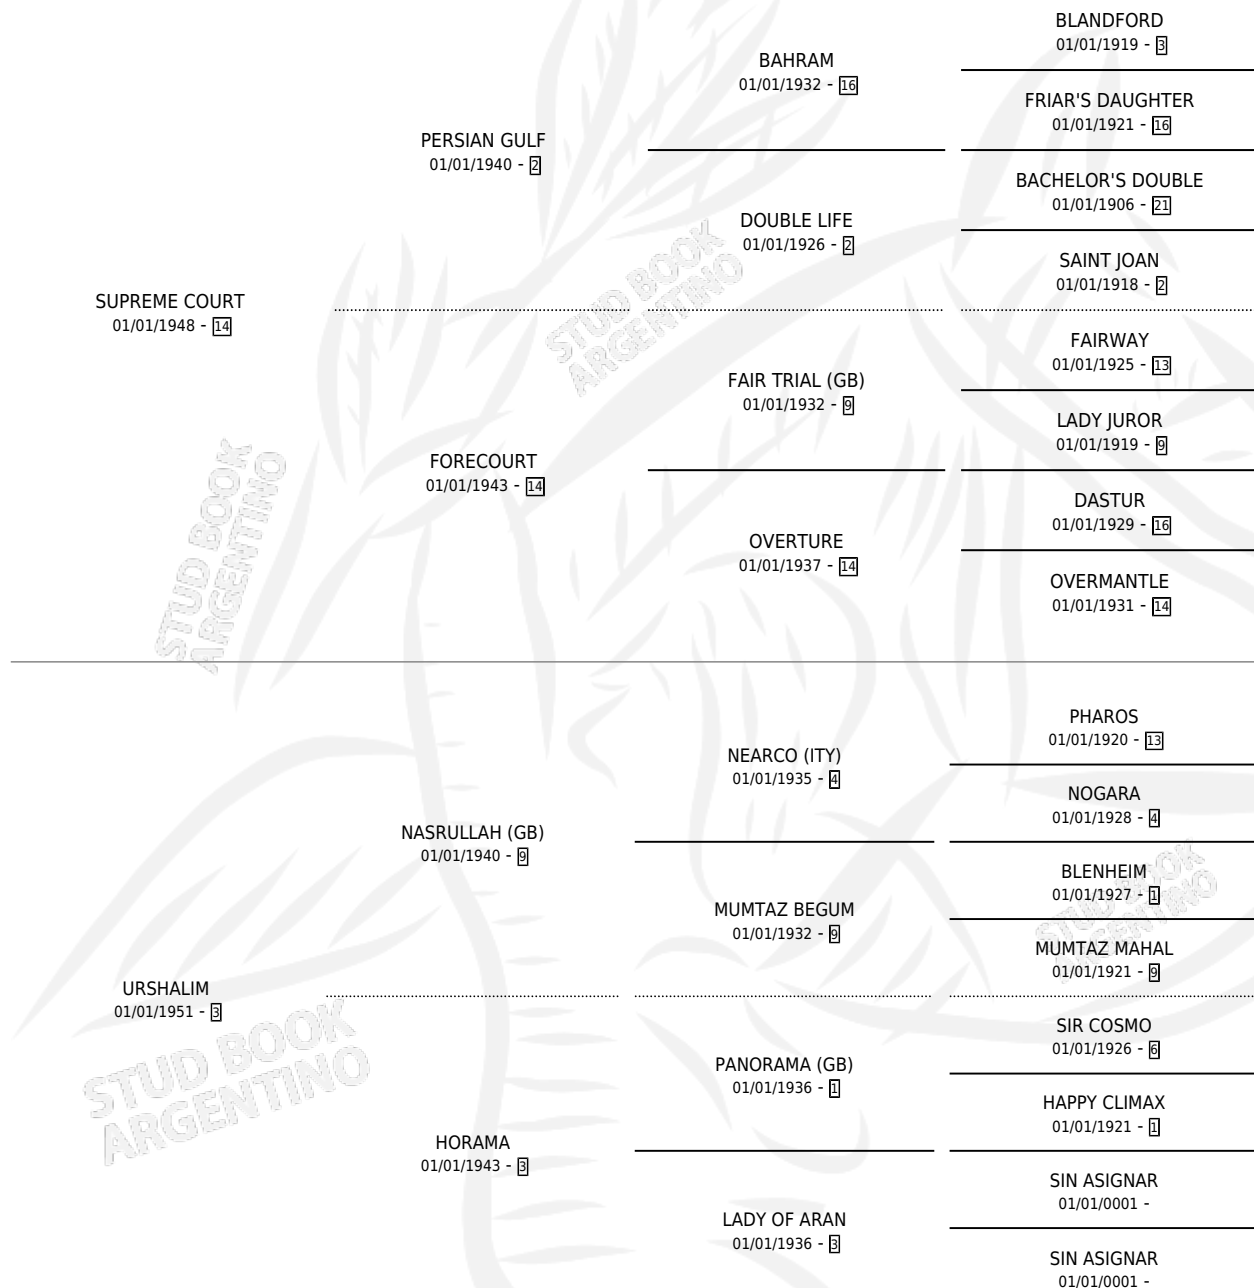 BLANDFORD
01/01/1919 - 3
BAHRAM
01/01/1932 - 16
FRIAR'S DAUGHTER
01/01/1921 - 16
PERSIAN GULF
01/01/1940 - 2
BACHELOR'S DOUBLE
01/01/1906 - 21
DOUBLE LIFE
01/01/1926 - 2
SAINT JOAN
01/01/1918 - 2
SUPREME COURT
01/01/1948 - 14
FAIRWAY
01/01/1925 - 13
FAIR TRIAL (GB)
01/01/1932 - 9
LADY JUROR
01/01/1919 - 9
FORECOURT
01/01/1943 - 14
DASTUR
01/01/1929 - 16
OVERTURE
01/01/1937 - 14
OVERMANTLE
01/01/1931 - 14
STUD BOOK
ARGENTINO
STUD BOOK
ARGENTINO
PHAROS
01/01/1920 - 13
NEARCO (ITY)
01/01/1935 - 4
NOGARA
01/01/1928 - 4
NASRULLAH (GB)
01/01/1940 - 9
BLENHEIM
01/01/1927 - 1
MUMTAZ BEGUM
01/01/1932 - 9
MUMTAZ MAHAL
01/01/1921 - 9
STUD BOOK
ARGENTINO
URSHALIM
01/01/1951 - 3
SIR COSMO
01/01/1926 - 6
PANORAMA (GB)
01/01/1936 - 1
HAPPY CLIMAX
01/01/1921 - 1
STUD BOOK
ARGENTINO
HORAMA
01/01/1943 - 3
SIN ASIGNAR
01/01/0001 -
LADY OF ARAN
01/01/1936 - 3
SIN ASIGNAR
01/01/0001 -